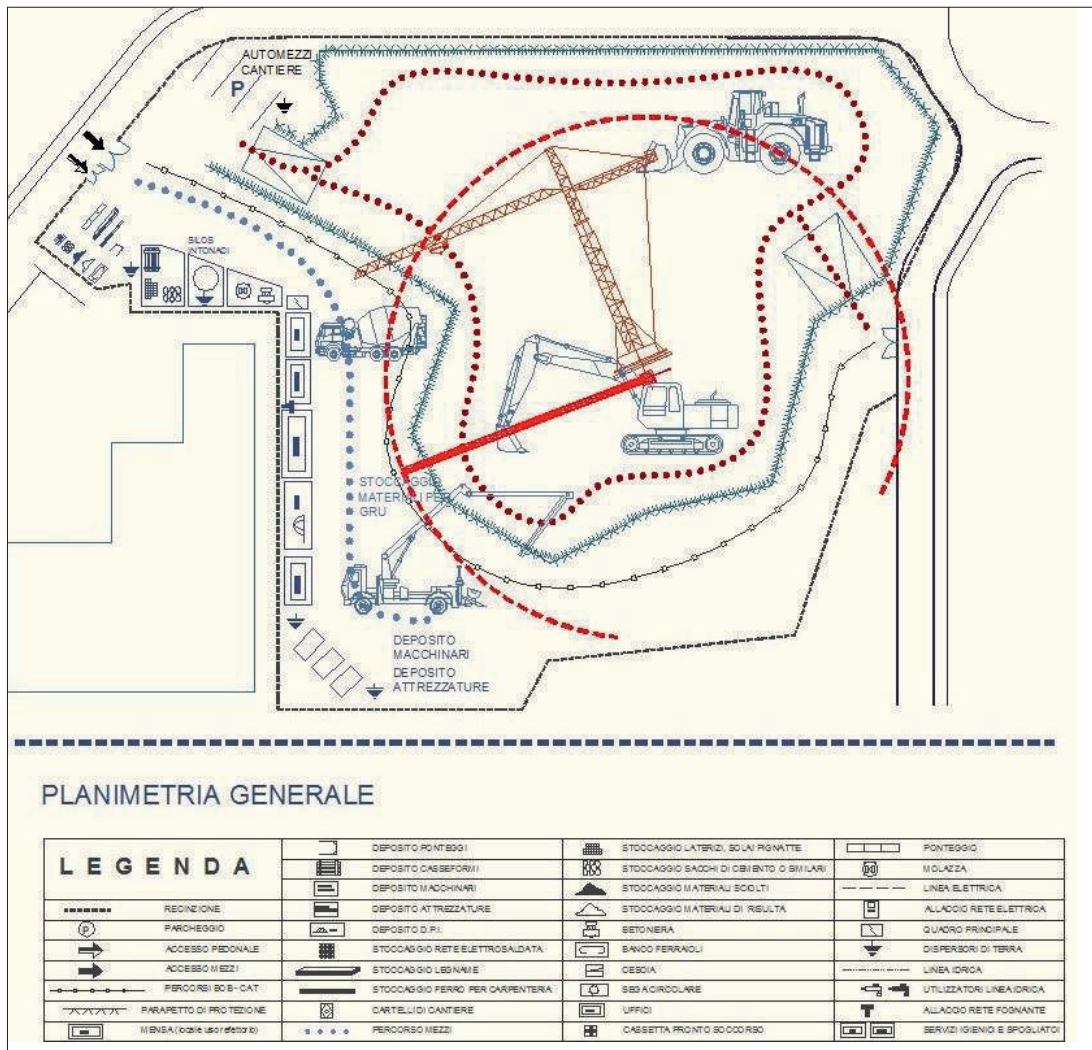 AUTOMEZZI
CANTIERE
P
SILOS
INTONACI
STOCCAGGIO
MATERIALI PER
GRU
DEPOSITO
MACCHINARI
DEPOSITO
ATTREZZATURE
PLANIMETRIA GENERALE
LEGENDA
RECINZIONE
P PARCHEGGIO
ACCESSO PEDONALE
ACCESSO MEZZI
PERCORSI BOB-CAT
PARAPETTO DI PROTEZIONE
MENSA (locale uso refettorio)
DEPOSITO PONTEGGI
DEPOSITO CASSEFORMI
DEPOSITO MACCHINARI
DEPOSITO ATTREZZATURE
DEPOSITO D.P.I.
STOCCAGGIO RETE ELETTROSALDATA
STOCCAGGIO LEGNAME
STOCCAGGIO FERRO PER CARPENTERIA
CARTELLI DI CANTIERE
PERCORSO MEZZI
STOCCAGGIO LATERIZI, SOLAI PIGNATTE
STOCCAGGIO SACCHI DI CEMENTO O SIMILARI
STOCCAGGIO MATERIALI SCIOLTI
STOCCAGGIO MATERIALI DI RISULTA
BETONIERA
BANCO FERRAIOLI
CESOIA
SEGA CIRCOLARE
UFFICI
CASSETTA PRONTO SOCCORSO
PONTEGGIO
MOLAZZA
LINEA ELETTRICA
ALLACCIO RETE ELETTRICA
QUADRO PRINCIPALE
DISPERSORI DI TERRA
LINEA IDRICA
UTILIZZATORI LINEA IDRICA
ALLACCIO RETE FOGNANTE
SERVIZI IGIENICI E SPOGLIATOI